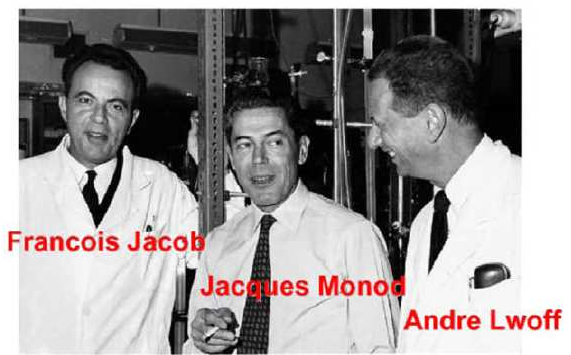 Francois Jacob
Jacques Monod
Andre Lwoff